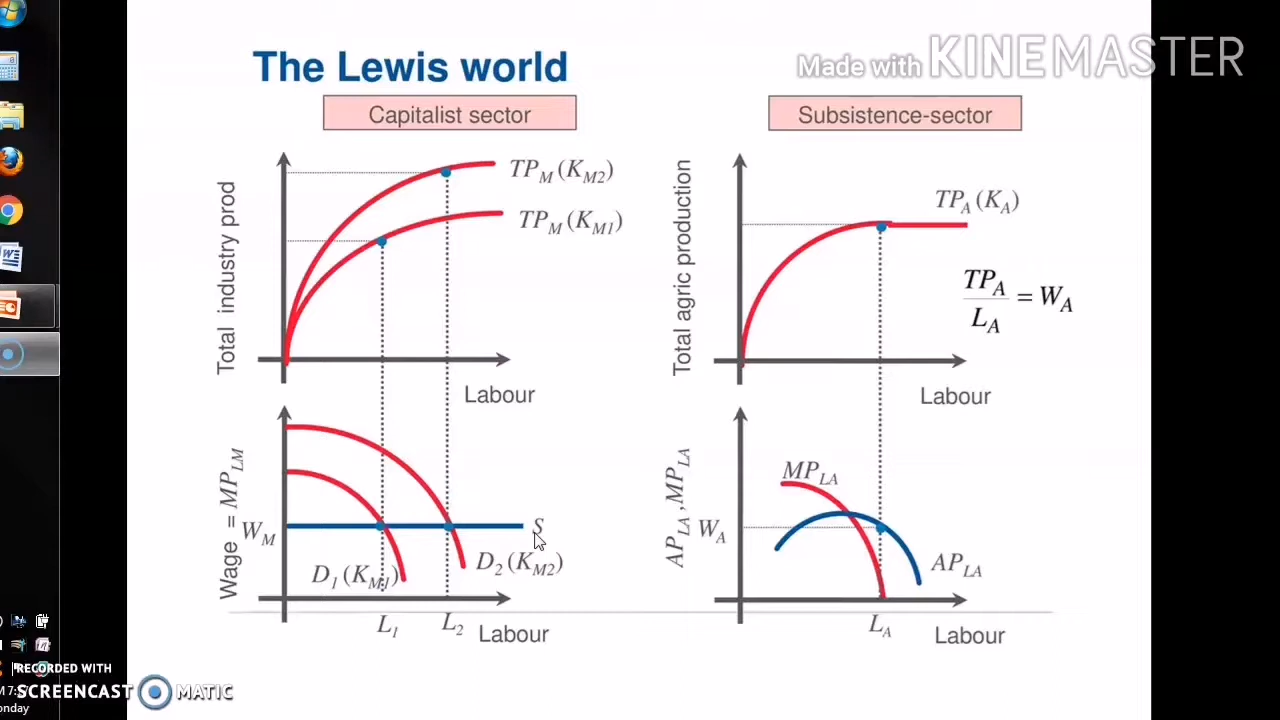 The Lewis world
Made with KINEMASTER
Capitalist sector
Subsistence-sector
Total industry prod
TP_M (K_M2)
TP_M (K_M1)
Labour
Total agric production
TP_A (K_A)
TP_A / L_A = W_A
Labour
Wage = MP_LM
W_M
S
D_1 (K_M1)
D_2 (K_M2)
L_1
L_2
Labour
AP_LA , MP_LA
MP_LA
W_A
AP_LA
L_A
Labour
RECORDED WITH
SCREENCAST MATIC